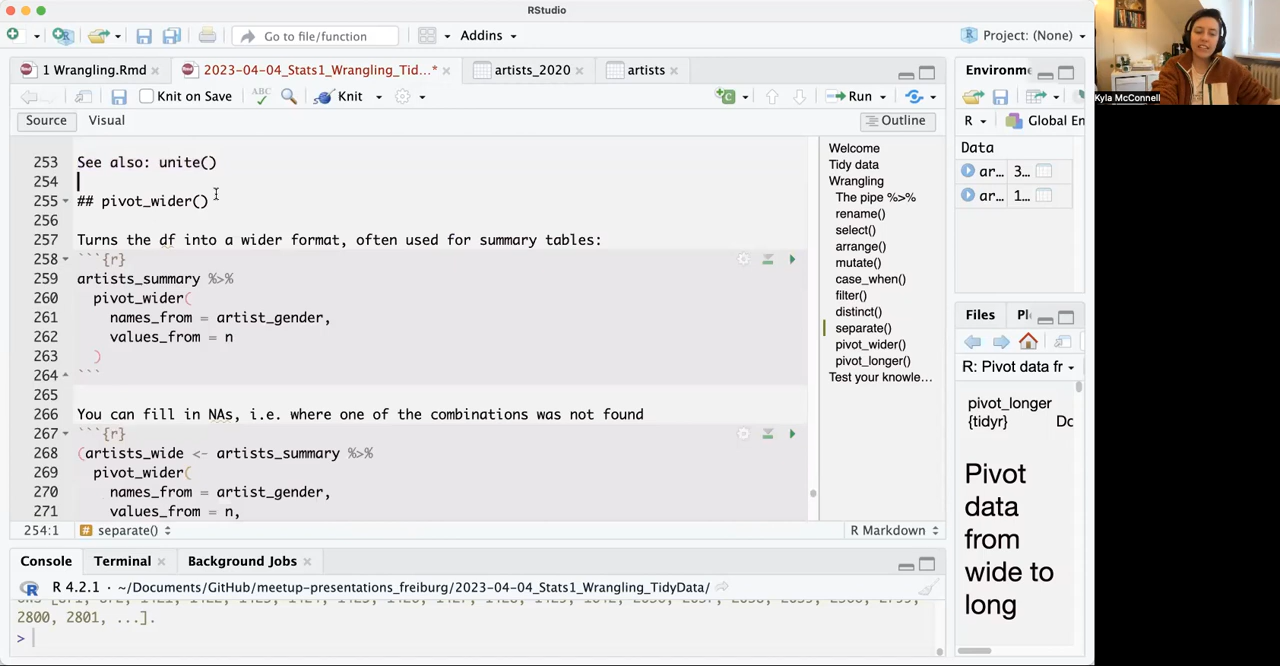 RStudio
Go to file/function
Addins
Project: (None)
1 Wrangling.Rmd
2023-04-04_Stats1_Wrangling_Tid...*
artists_2020
artists
Knit on Save
ABC
Knit
Run
Source
Visual
Outline
253 See also: unite()
254
255 ## pivot_wider()
256
257 Turns the df into a wider format, often used for summary tables:
258 ```{r}
259 artists_summary %>%
260 pivot_wider(
261 names_from = artist_gender,
262 values_from = n
263 )
264 ```
265
266 You can fill in NAs, i.e. where one of the combinations was not found
267 ```{r}
268 (artists_wide <- artists_summary %>%
269 pivot_wider(
270 names_from = artist_gender,
271 values_from = n,
254:1
separate()
R Markdown
Welcome
Tidy data
Wrangling
The pipe %>%
rename()
select()
arrange()
mutate()
case_when()
filter()
distinct()
separate()
pivot_wider()
pivot_longer()
Test your knowle...
Console
Terminal
Background Jobs
R 4.2.1 · ~/Documents/GitHub/meetup-presentations_freiburg/2023-04-04_Stats1_Wrangling_TidyData/
2800, 2801, ...].
>
Environme
R
Global En
Data
ar... 3...
ar... 1...
Files
Pl
R: Pivot data fr
pivot_longer
{tidyr} Dc
Pivot
data
from
wide to
long
Kyla McConnell